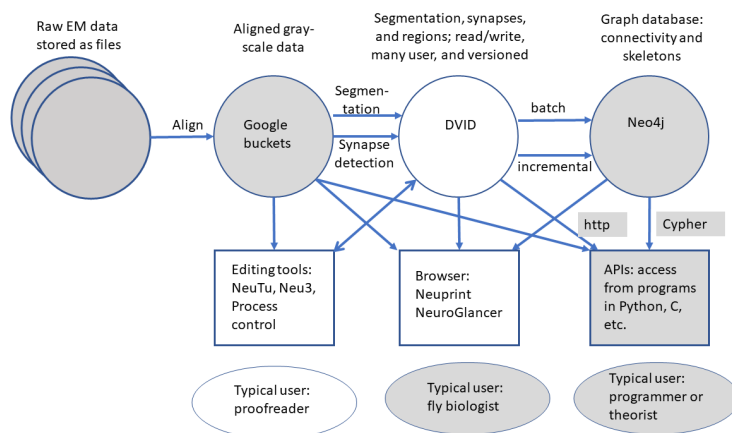 Raw EM data
stored as files
Aligned gray-
scale data
Segmentation, synapses,
and regions; read/write,
many user, and versioned
Graph database:
connectivity and
skeletons
Align
Google
buckets
Segmen-
tation
Synapse
detection
DVID
batch
incremental
Neo4j
http
Cypher
Editing tools:
NeuTu, Neu3,
Process
control
Browser:
Neuprint
NeuroGlancer
APIs: access
from programs
in Python, C,
etc.
Typical user:
proofreader
Typical user:
fly biologist
Typical user:
programmer or
theorist